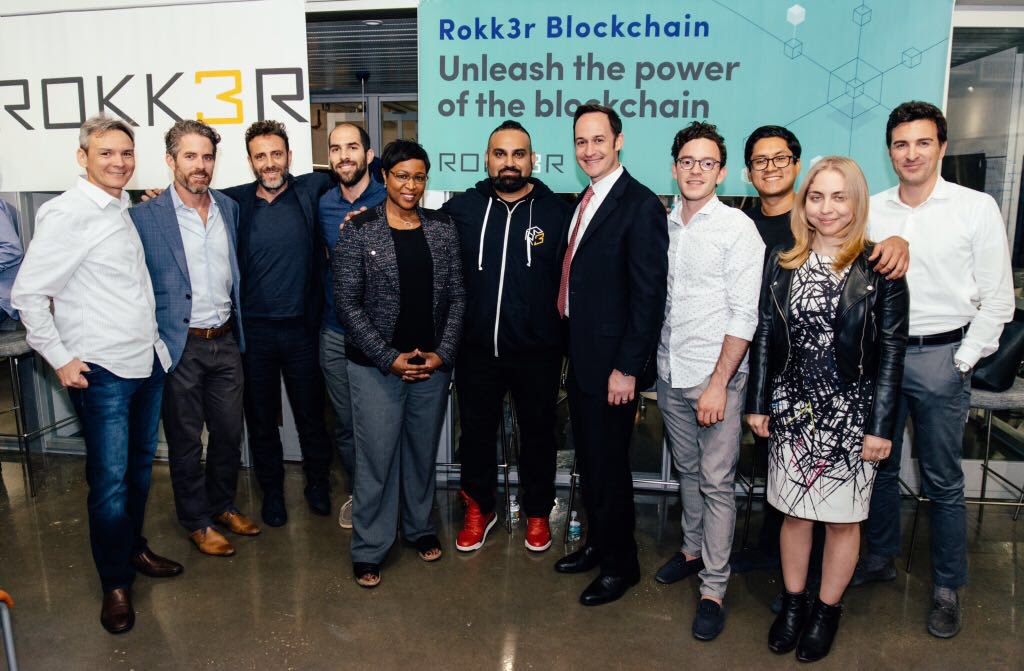 ROKK3R
Rokk3r Blockchain
Unleash the power
of the blockchain
ROKK3R